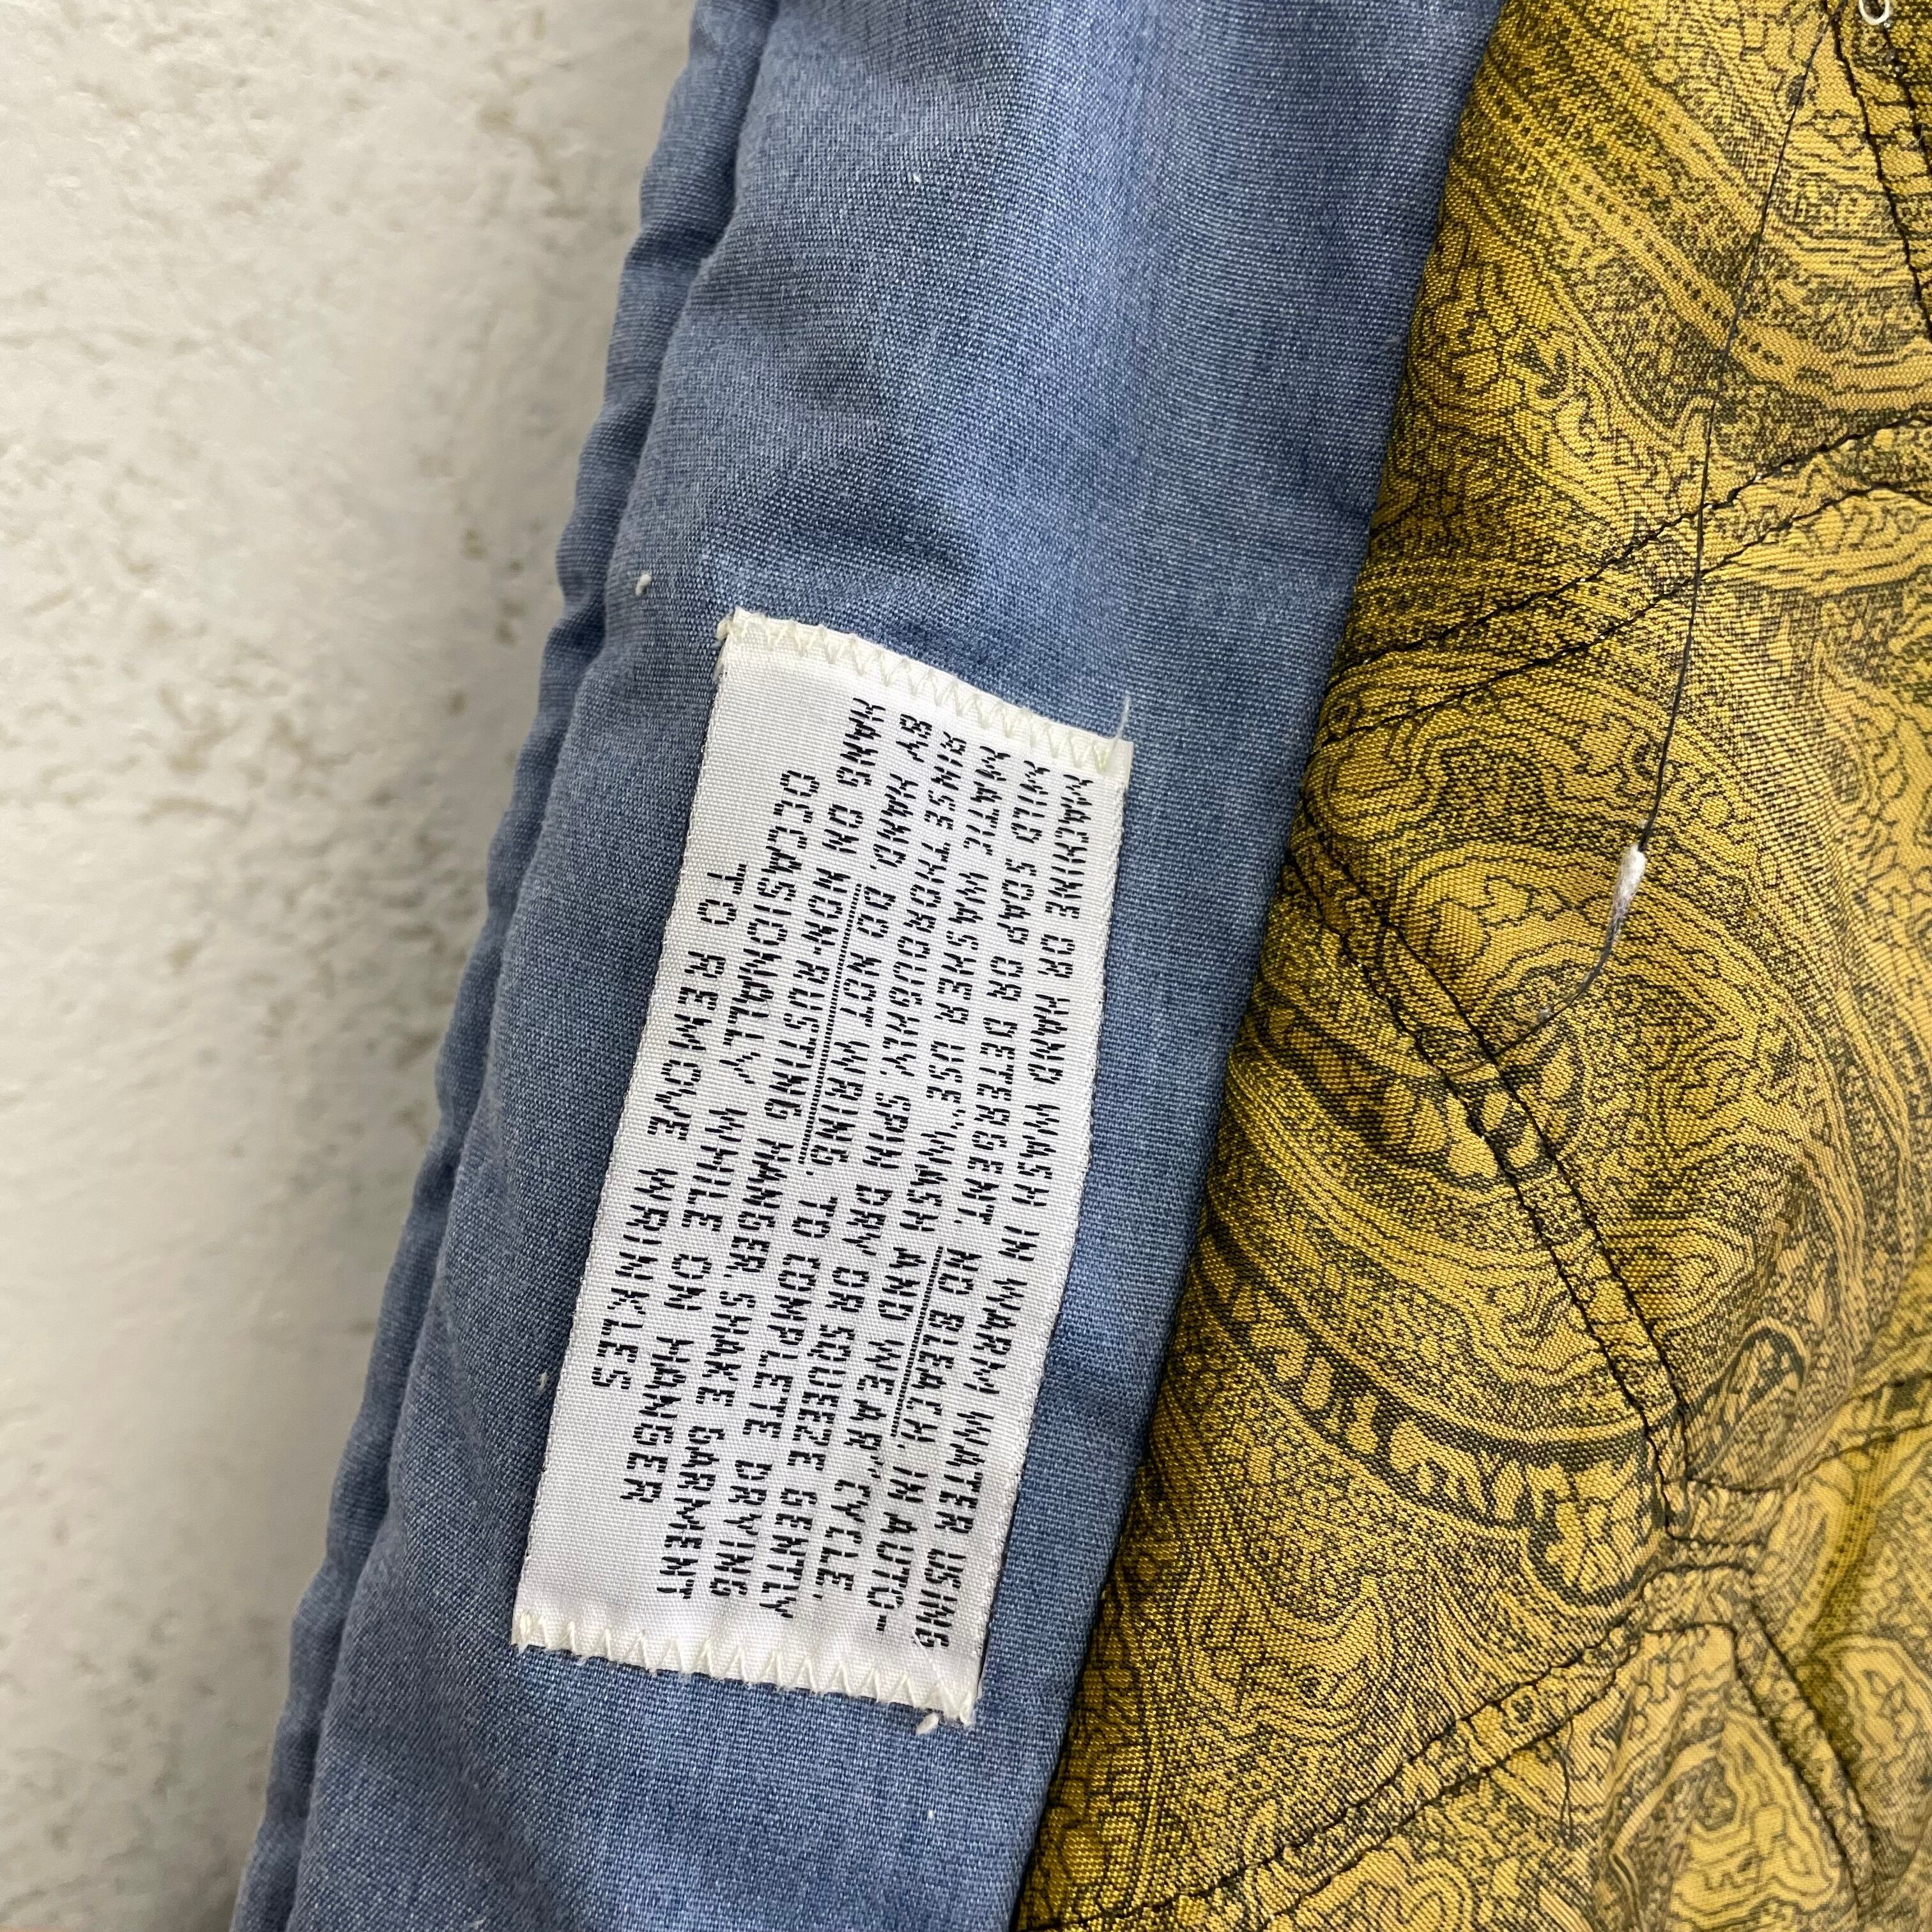 MACHINE OR HAND WASH IN WARM WATER USING
MILD SOAP OR DETERGENT. NO BLEACH. IN AUTO-
MATIC WASHER USE "WASH AND WEAR" CYCLE.
RINSE THOROUGHLY. SPIN DRY OR SQUEEZE GENTLY
BY HAND. DO NOT WRING. TO COMPLETE DRYING
HANG ON NON-RUSTING HANGER. SHAKE GARMENT
OCCASIONALLY WHILE ON HANGER
TO REMOVE WRINKLES